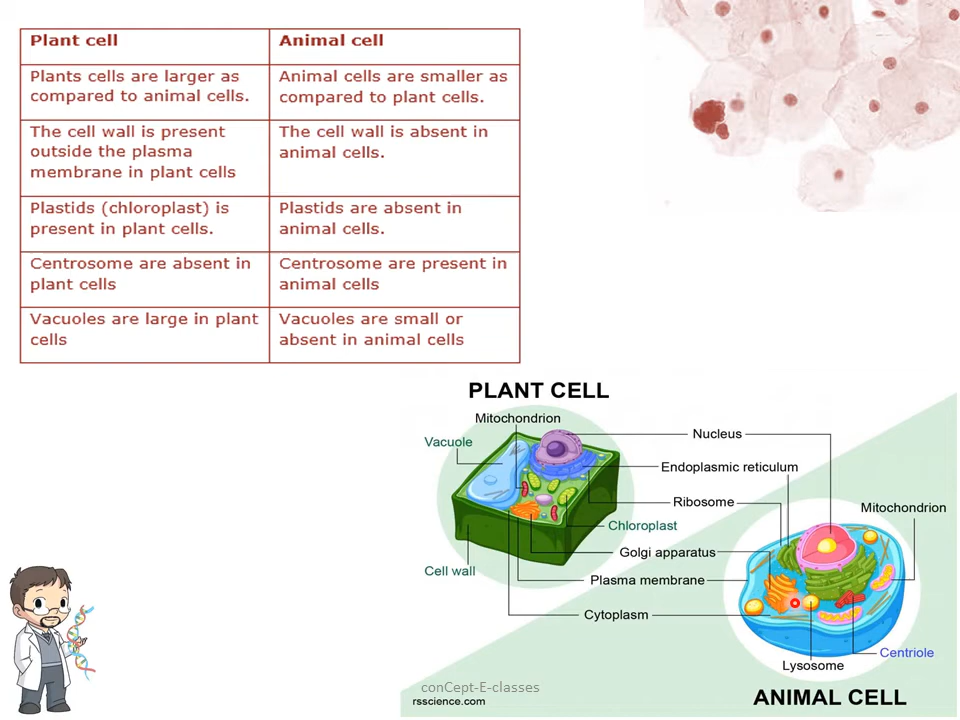 Plant cell
Animal cell
Plants cells are larger as
compared to animal cells.
Animal cells are smaller as
compared to plant cells.
The cell wall is present
outside the plasma
membrane in plant cells
The cell wall is absent in
animal cells.
Plastids (chloroplast) is
present in plant cells.
Plastids are absent in
animal cells.
Centrosome are absent in
plant cells
Centrosome are present in
animal cells
Vacuoles are large in plant
cells
Vacuoles are small or
absent in animal cells
PLANT CELL
Mitochondrion
Vacuole
Nucleus
Endoplasmic reticulum
Ribosome
Mitochondrion
Chloroplast
Golgi apparatus
Cell wall
Plasma membrane
Cytoplasm
Centriole
Lysosome
conCept-E-classes
rsscience.com
ANIMAL CELL